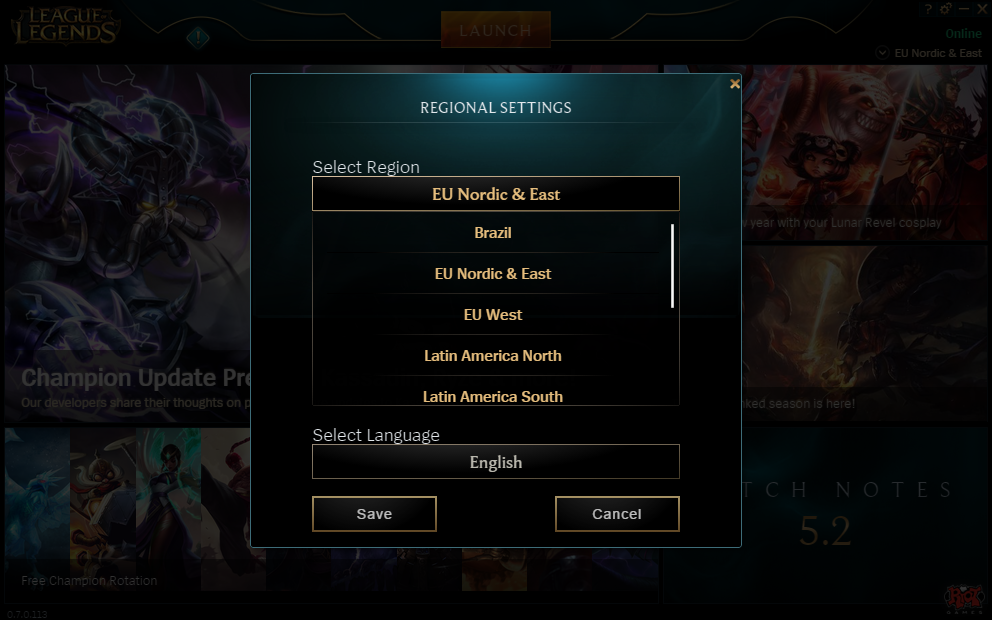 LEAGUE
of
LEGENDS
LAUNCH
?
Online
EU Nordic & East
REGIONAL SETTINGS
Select Region
EU Nordic & East
Brazil
EU Nordic & East
EU West
Latin America North
Latin America South
Select Language
English
Save
Cancel
year with your Lunar Revel cosplay
Champion Update Pre
Our developers share their thoughts on p
season is here!
NOTES
5.2
Free Champion Rotation
RIOT
GAMES
0.7.0.113